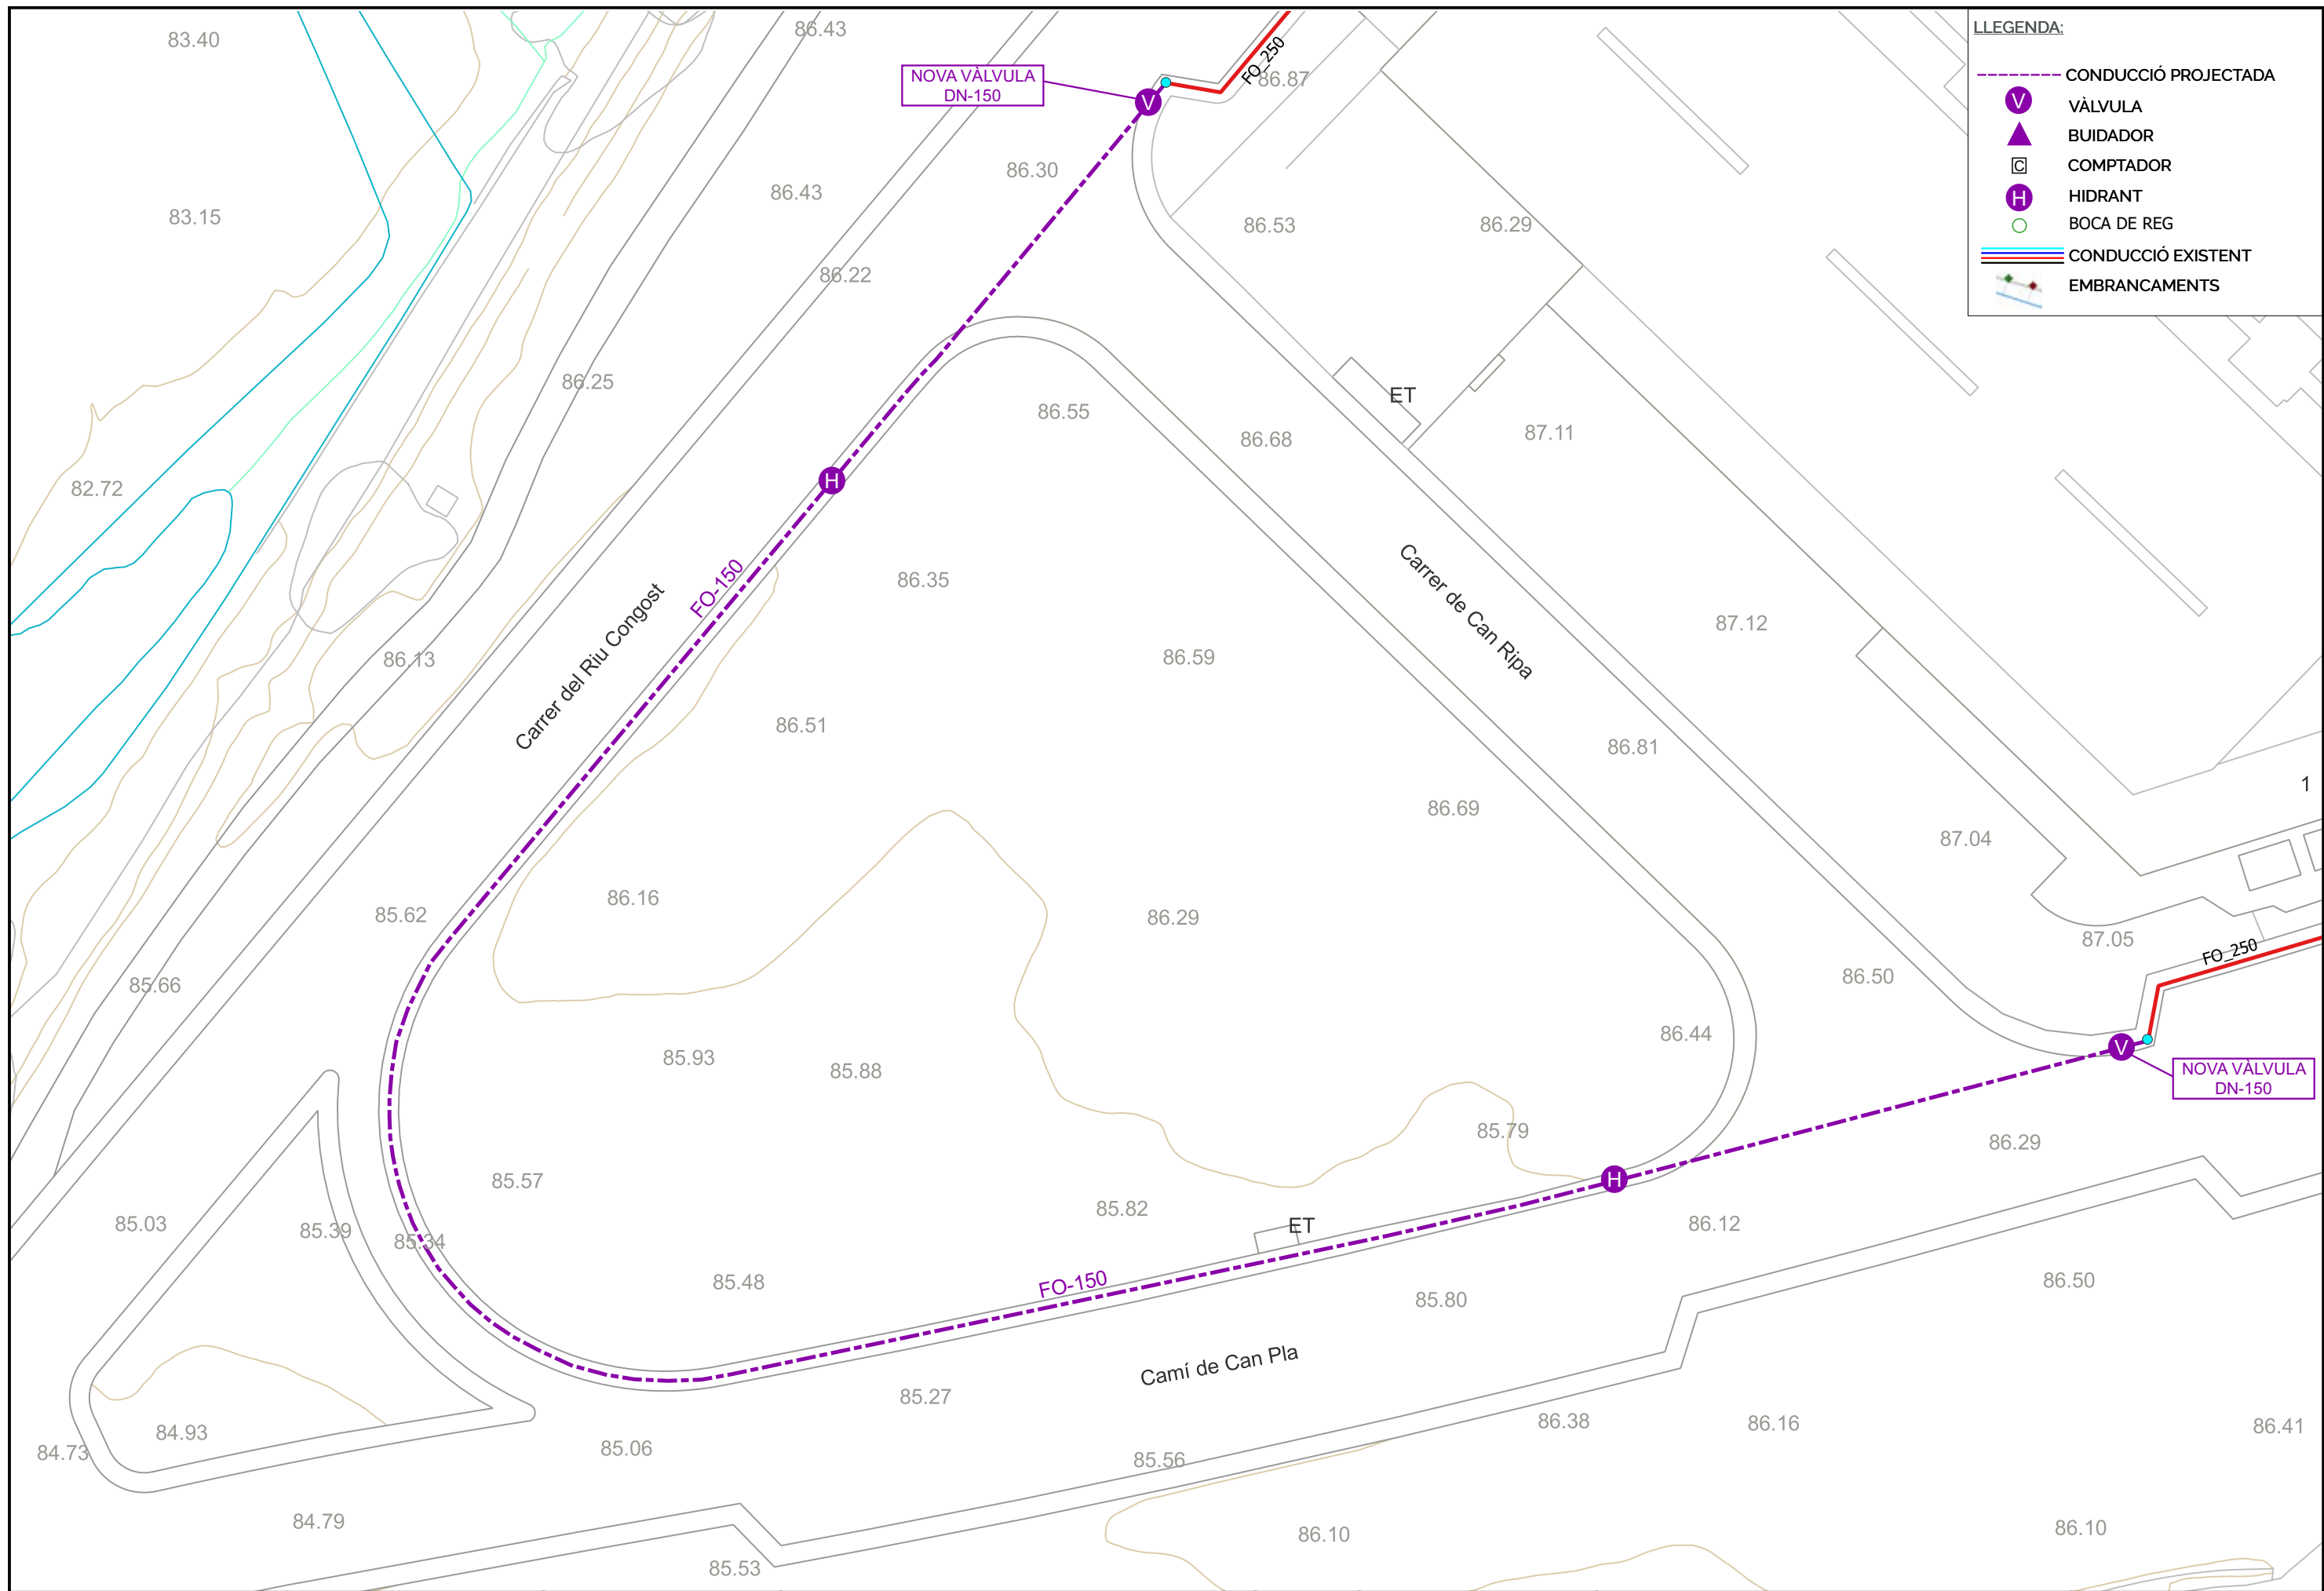 LLEGENDA:
CONDUCCIÓ PROJECTADA
V
VÀLVULA
BUIDADOR
C
COMPTADOR
H
HIDRANT
BOCA DE REG
CONDUCCIÓ EXISTENT
EMBRANCAMENTS
83.40
86.43
NOVA VÀLVULA
DN-150
V
FO_250
86.87
86.30
86.43
83.15
86.53
86.29
86.22
86.25
ET
86.55
86.68
87.11
H
82.72
FO-150
86.35
Carrer del Riu Congost
Carrer de Can Ripa
87.12
86.13
86.59
86.51
86.81
1
86.69
87.04
86.16
85.62
86.29
87.05
FO_250
86.50
85.66
86.44
V
85.93
85.88
NOVA VÀLVULA
DN-150
85.79
86.29
85.57
H
85.82
85.03
85.39
85.34
ET
86.12
85.48
FO-150
86.50
85.80
Camí de Can Pla
85.27
86.38
86.16
86.41
84.93
84.73
85.06
85.56
84.79
86.10
86.10
85.53